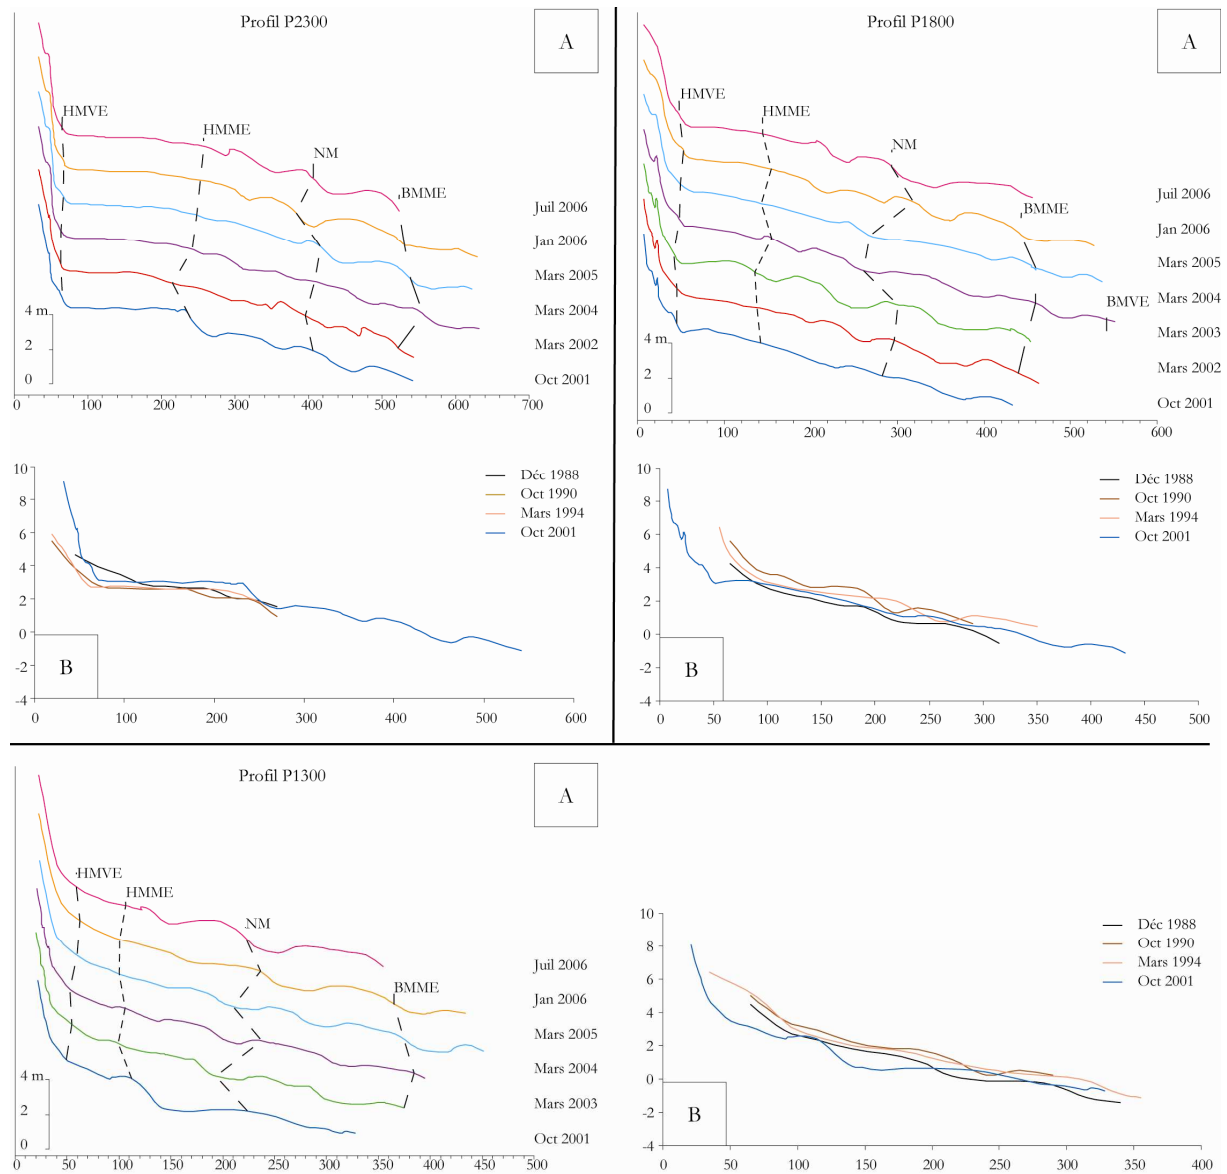 Profil P2300
A
HMVE
HMME
NM
BMME
Juil 2006
Jan 2006
Mars 2005
Mars 2004
Mars 2002
Oct 2001
4 m
2
0
0 100 200 300 400 500 600 700
10
8
6
4
2
0
-2
-4
Déc 1988
Oct 1990
Mars 1994
Oct 2001
B
0 100 200 300 400 500 600
Profil P1800
A
HMVE
HMME
NM
BMME
BMVE
Juil 2006
Jan 2006
Mars 2005
Mars 2004
Mars 2003
Mars 2002
Oct 2001
4 m
2
0
0 100 200 300 400 500 600
10
8
6
4
2
0
-2
-4
Déc 1988
Oct 1990
Mars 1994
Oct 2001
B
0 50 100 150 200 250 300 350 400 450 500
Profil P1300
A
HMVE
HMME
NM
BMME
Juil 2006
Jan 2006
Mars 2005
Mars 2004
Mars 2003
Oct 2001
4 m
2
0
0 50 100 150 200 250 300 350 400 450 500
10
8
6
4
2
0
-2
-4
Déc 1988
Oct 1990
Mars 1994
Oct 2001
B
0 50 100 150 200 250 300 350 400